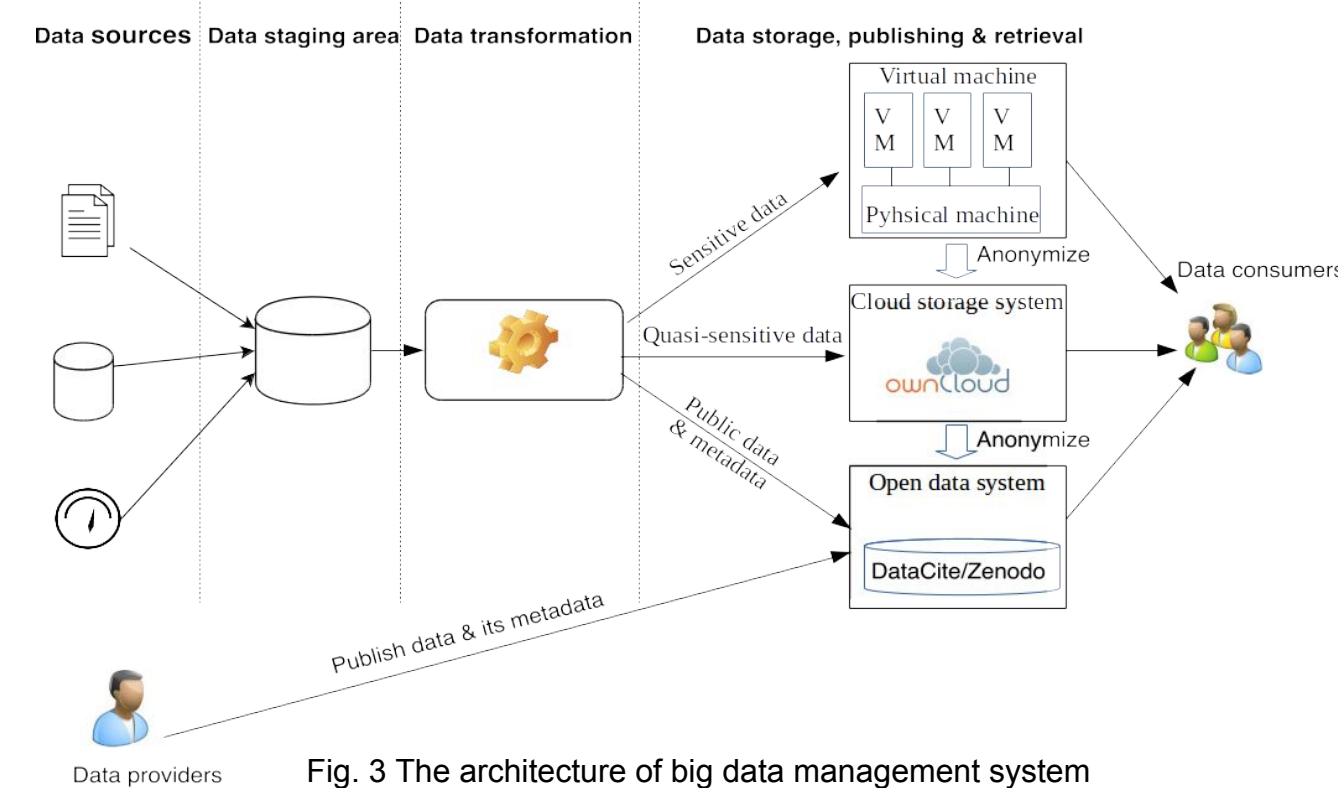 Data sources
Data staging area
Data transformation
Data storage, publishing & retrieval
Virtual machine
V
M
V
M
V
M
Pyhsical machine
Sensitive data
Anonymize
Data consumers
Quasi-sensitive data
Cloud storage system
ownCloud
Public data
& metadata
Anonymize
Open data system
DataCite/Zenodo
Publish data & its metadata
Data providers
Fig. 3 The architecture of big data management system